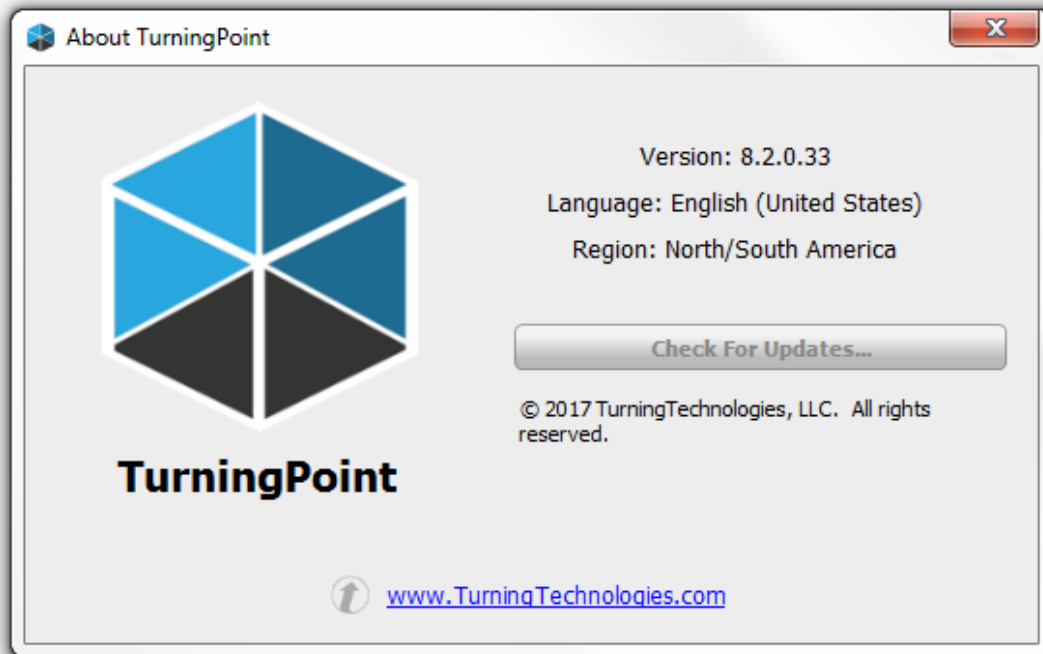 About TurningPoint
Version: 8.2.0.33
Language: English (United States)
Region: North/South America
Check For Updates...
© 2017 TurningTechnologies, LLC.  All rights
reserved.
TurningPoint
www.TurningTechnologies.com